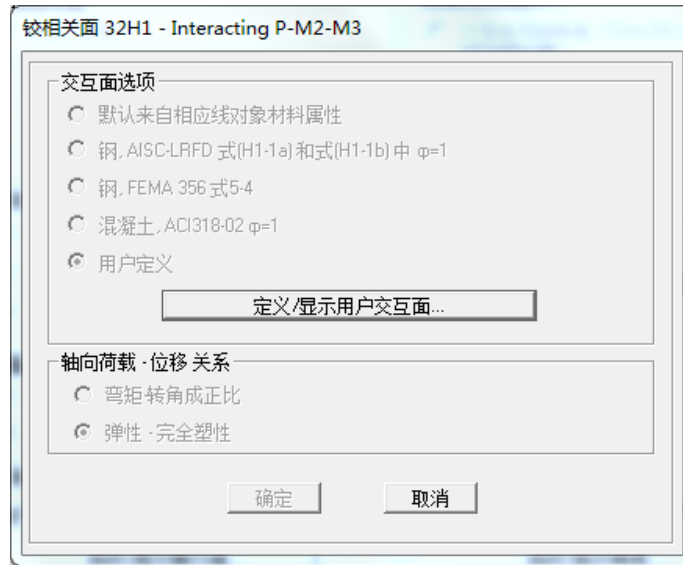 铰相关面 32H1 - Interacting P-M2-M3
交互面选项
默认来自相应线对象材料属性
钢, AISC-LRFD 式(H1-1a)和式(H1-1b)中 φ=1
钢, FEMA 356 式5-4
混凝土, ACI318-02 φ=1
用户定义
定义/显示用户交互面...
轴向荷载 - 位移 关系
弯矩-转角成正比
弹性 - 完全塑性
确定
取消